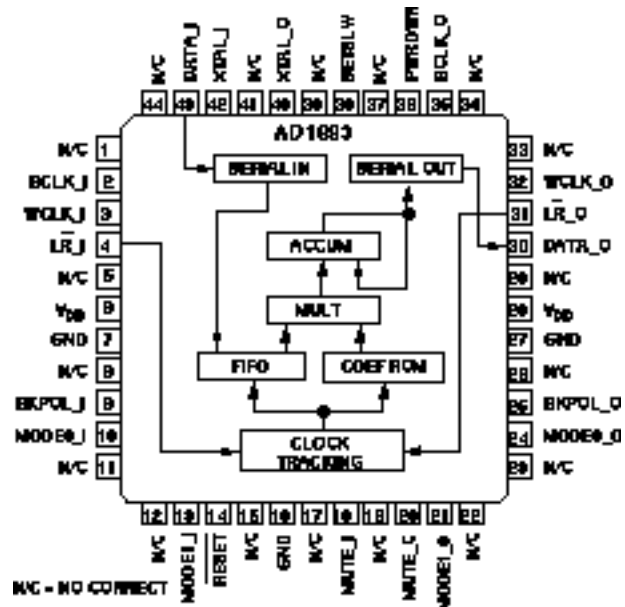 N/C DATA_I XTAL_I N/C XTAL_O N/C SETSLW N/C PWRDWN BCLK_O N/C
44 43 42 41 40 39 38 37 36 35 34
AD1893
N/C 1
BCLK_I 2
WCLK_I 3
LR_I 4
N/C 5
VDD 6
GND 7
N/C 8
BKPOL_I 9
MODE0_I 10
N/C 11
SERIAL IN
SERIAL OUT
ACCUM
MULT
FIFO
COEF ROM
CLOCK
TRACKING
33 N/C
32 WCLK_O
31 LR_O
30 DATA_O
29 N/C
28 VDD
27 GND
26 N/C
25 BKPOL_O
24 MODE0_O
23 N/C
12 13 14 15 16 17 18 19 20 21 22
N/C MODE1_I RESET N/C GND N/C MUTE_I N/C MUTE_O MODE1_O N/C
N/C = NO CONNECT